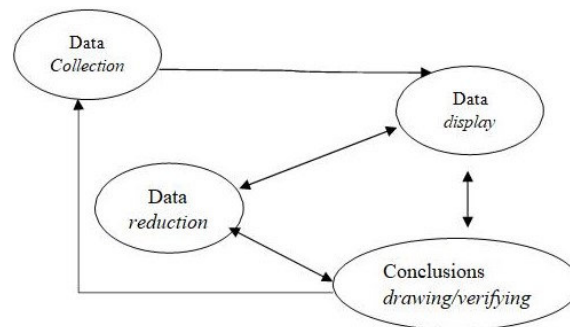 Data
Collection
Data
display
Data
reduction
Conclusions
drawing/verifying